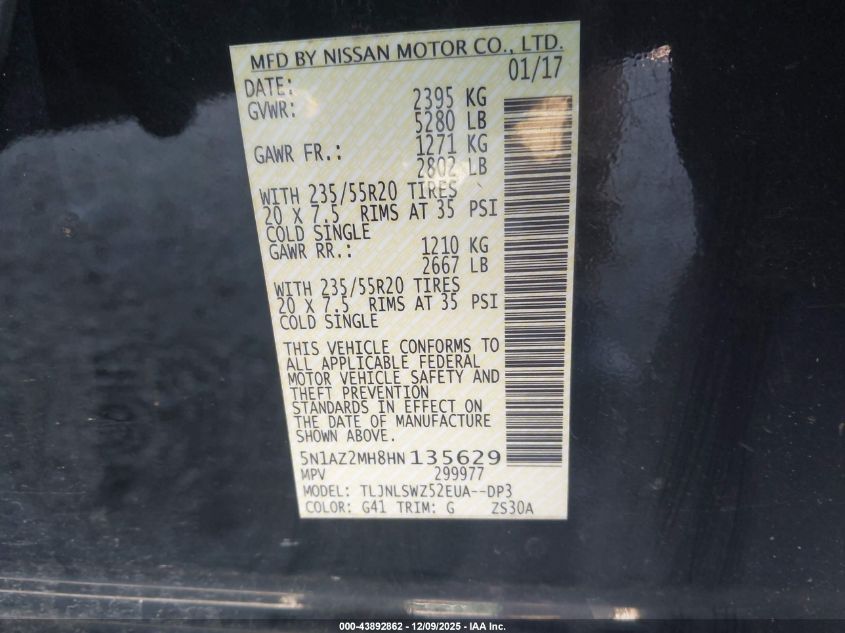 MFD BY NISSAN MOTOR CO., LTD.
DATE: 01/17
GVWR: 2395 KG
5280 LB
GAWR FR.: 1271 KG
2802 LB
WITH 235/55R20 TIRES
20 X 7.5 RIMS AT 35 PSI
COLD SINGLE
GAWR RR.: 1210 KG
2667 LB
WITH 235/55R20 TIRES
20 X 7.5 RIMS AT 35 PSI
COLD SINGLE
THIS VEHICLE CONFORMS TO
ALL APPLICABLE FEDERAL
MOTOR VEHICLE SAFETY AND
THEFT PREVENTION
STANDARDS IN EFFECT ON
THE DATE OF MANUFACTURE
SHOWN ABOVE.
5N1AZ2MH8HN 135629
MPV 299977
MODEL: TLJNLSWZ52EUA--DP3
COLOR: G41 TRIM: G ZS30A
000-43892862 - 12/09/2025 - IAA Inc.